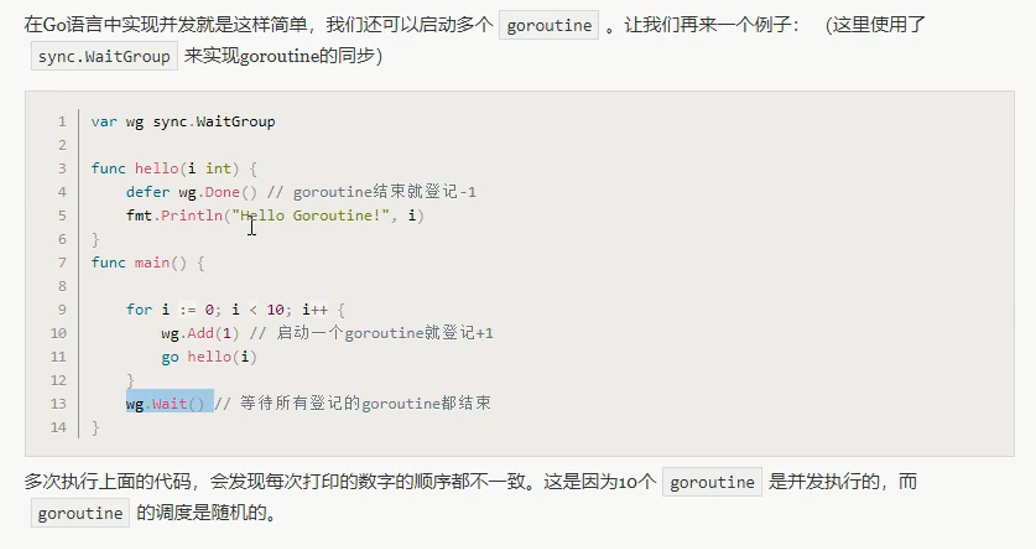 在Go语言中实现并发就是这样简单，我们还可以启动多个 goroutine 。让我们再来一个例子： （这里使用了
sync.WaitGroup 来实现goroutine的同步）
1 var wg sync.WaitGroup
2
3 func hello(i int) {
4     defer wg.Done() // goroutine结束就登记-1
5     fmt.Println("Hello Goroutine!", i)
6 }
7 func main() {
8
9     for i := 0; i < 10; i++ {
10         wg.Add(1) // 启动一个goroutine就登记+1
11         go hello(i)
12     }
13     wg.Wait() // 等待所有登记的goroutine都结束
14 }
多次执行上面的代码，会发现每次打印的数字的顺序都不一致。这是因为10个 goroutine 是并发执行的，而
goroutine 的调度是随机的。